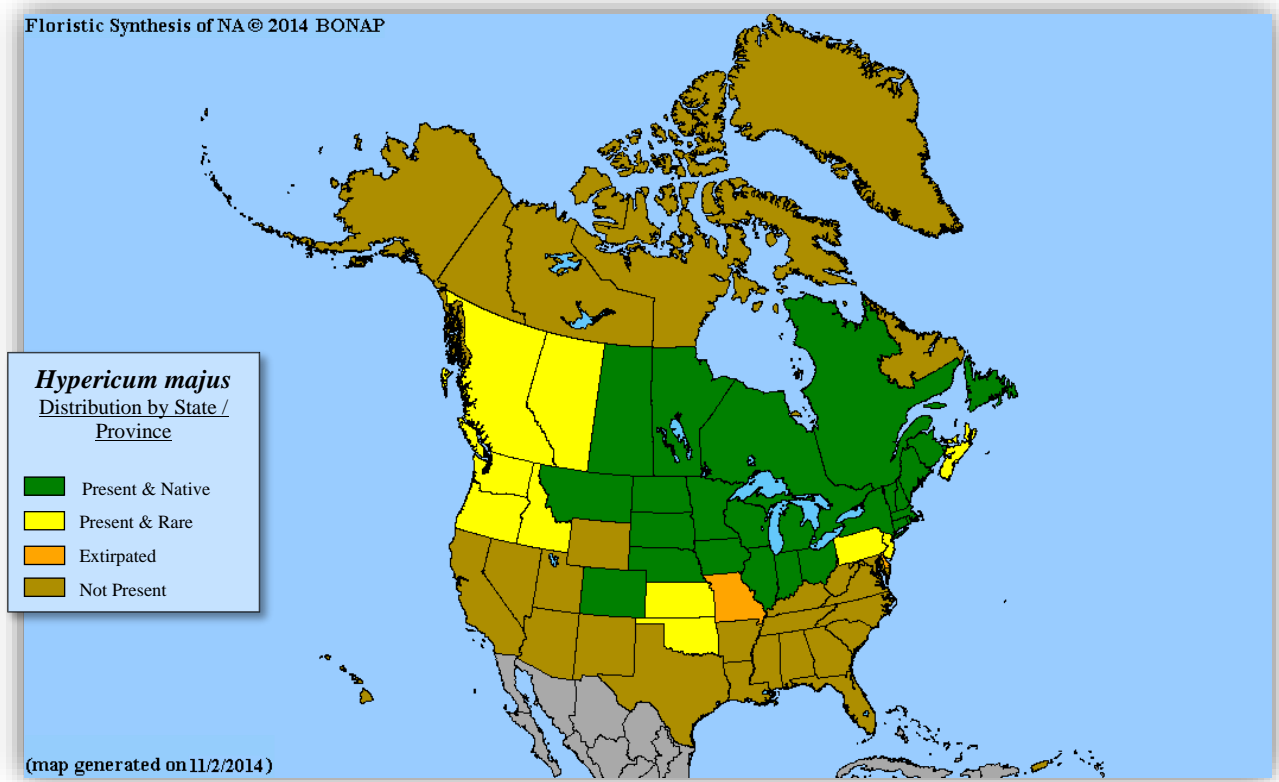 Floristic Synthesis of NA © 2014 BONAP
Hypericum majus
Distribution by State /
Province
Present & Native
Present & Rare
Extirpated
Not Present
(map generated on 11/2/2014)